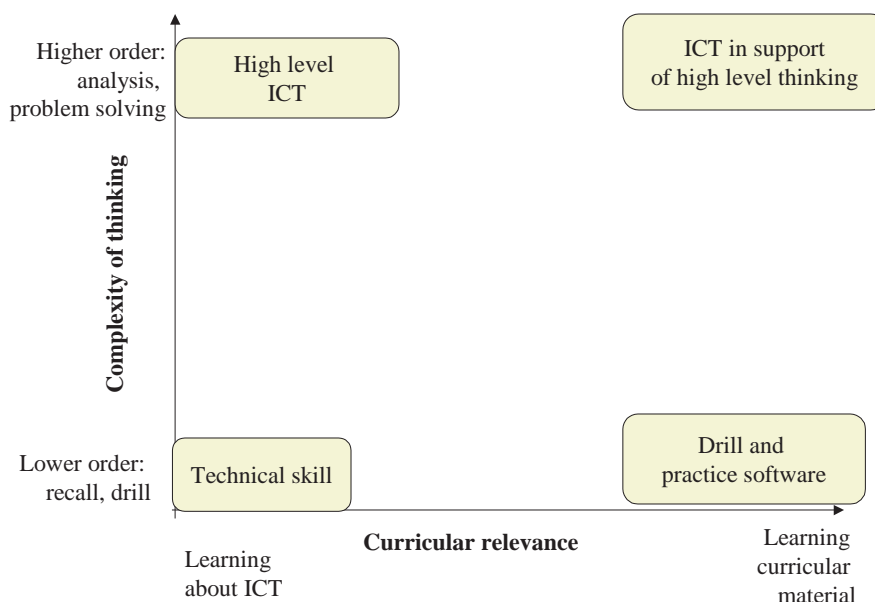 Higher order:
analysis,
problem solving
High level
ICT
ICT in support
of high level thinking
Complexity of thinking
Lower order:
recall, drill
Technical skill
Drill and
practice software
Curricular relevance
Learning
about ICT
Learning
curricular
material